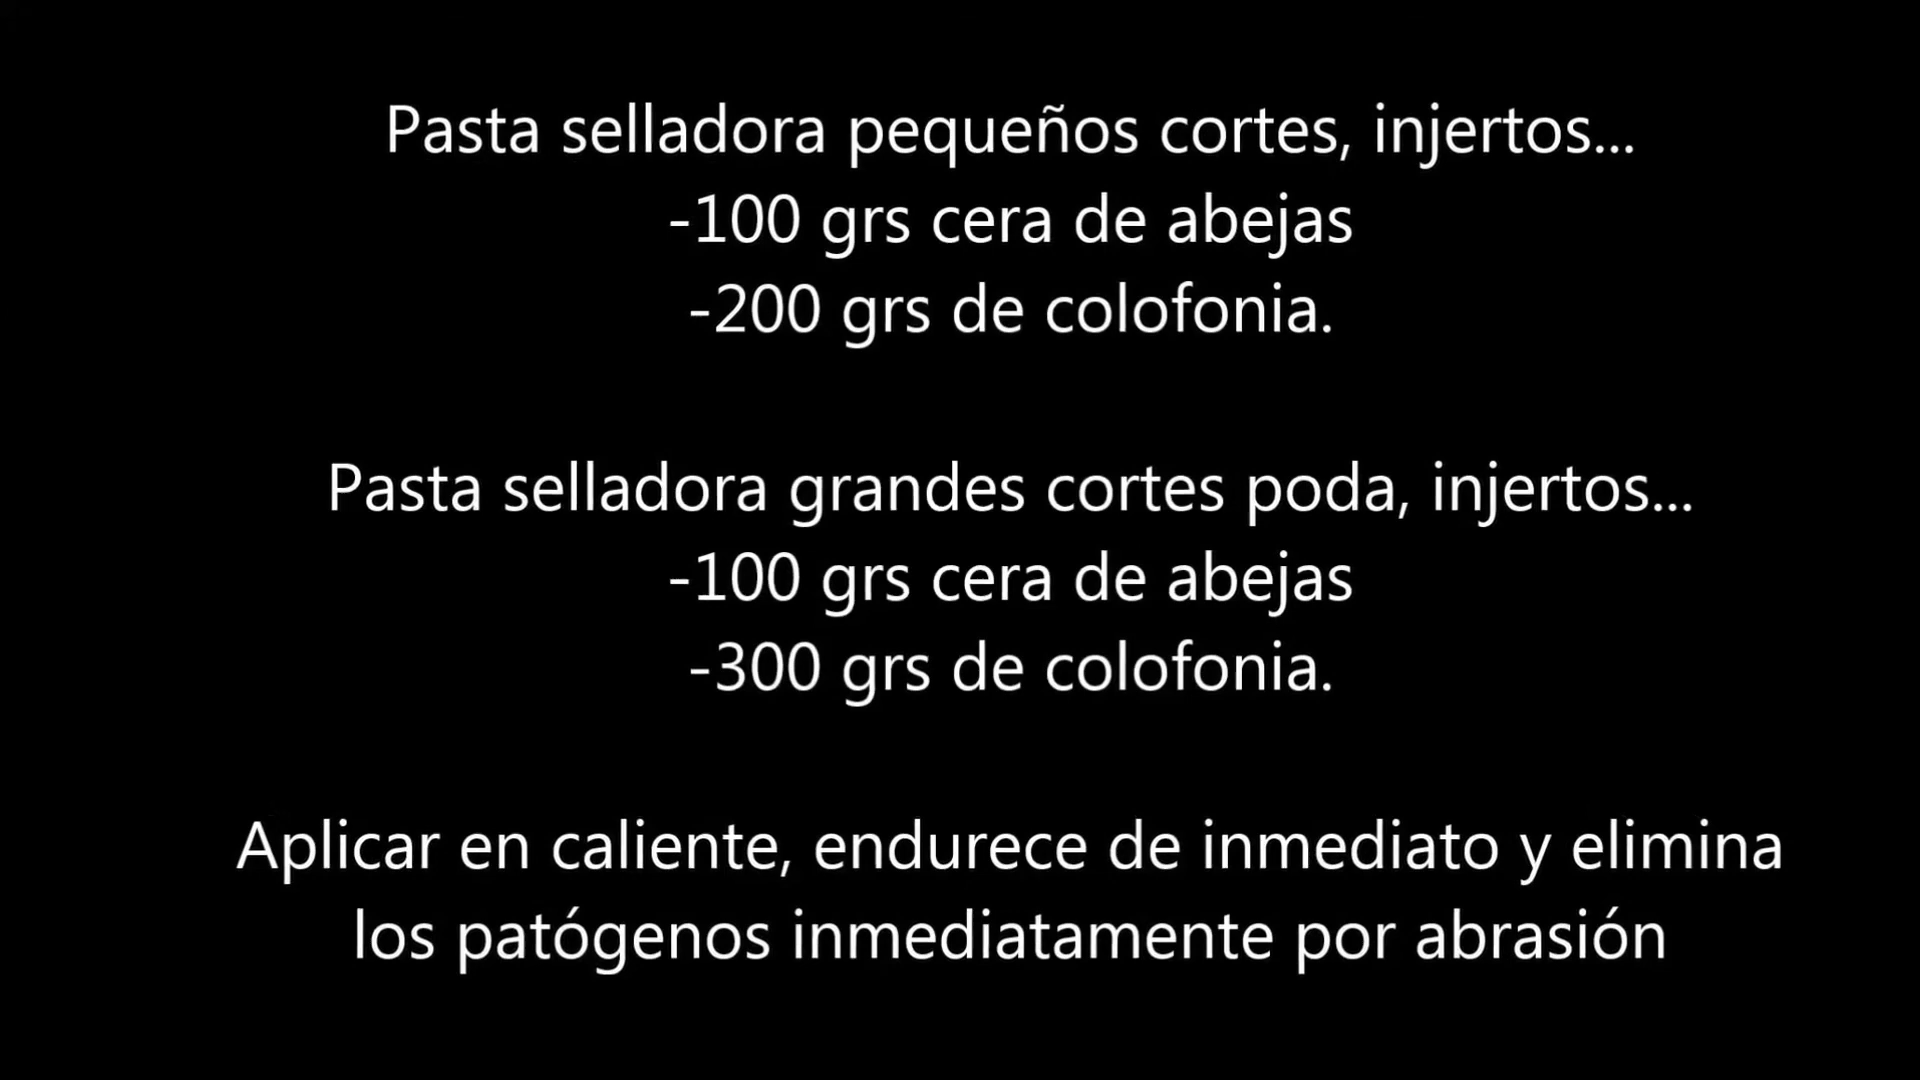 Pasta selladora pequeños cortes, injertos...
-100 grs cera de abejas
-200 grs de colofonia.
Pasta selladora grandes cortes poda, injertos...
-100 grs cera de abejas
-300 grs de colofonia.
Aplicar en caliente, endurece de inmediato y elimina
los patógenos inmediatamente por abrasión